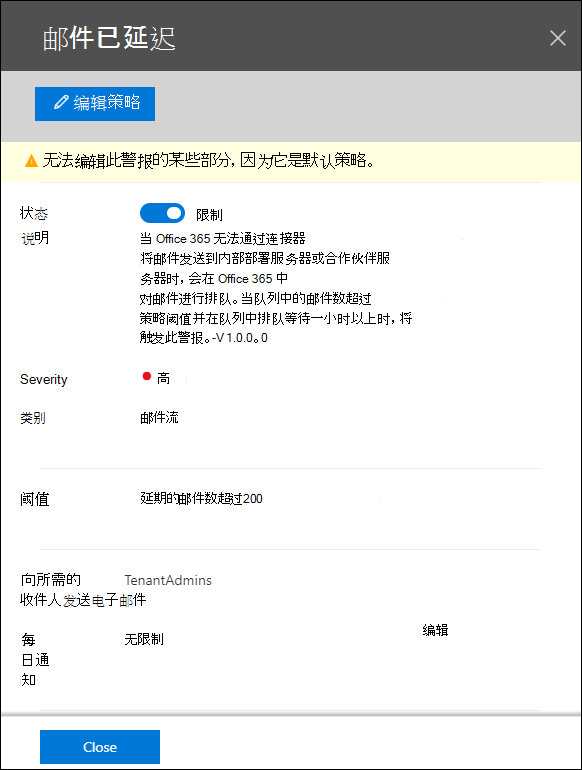 邮件已延迟
编辑策略
无法编辑此警报的某些部分，因为它是默认策略。
状态 限制
说明 当 Office 365 无法通过连接器
将邮件发送到内部部署服务器或合作伙伴服
务器时，会在 Office 365 中
对邮件进行排队。当队列中的邮件数超过
策略阈值并在队列中排队等待一小时以上时，将
触发此警报。-V 1.0.0。0
Severity 高
类别 邮件流
阈值 延期的邮件数超过200
向所需的 TenantAdmins
收件人发送电子邮件
编辑
每 无限制
日通
知
Close